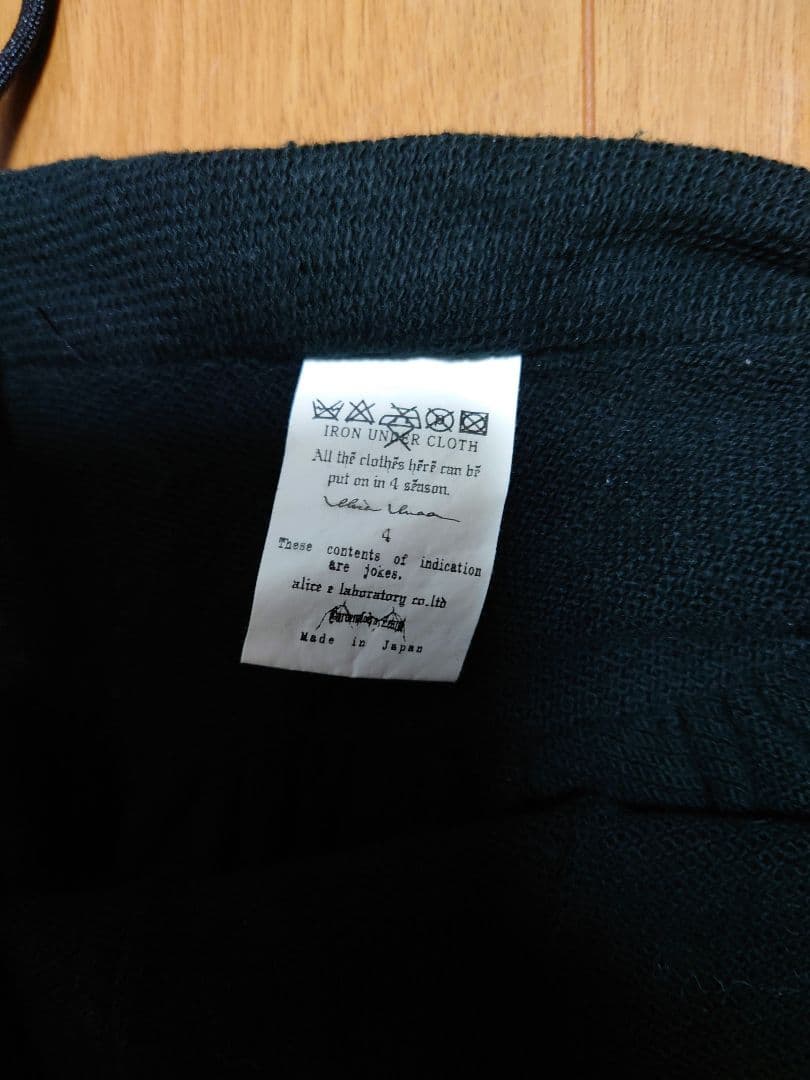 IRON UNDER CLOTH
All the clothes here can be
put on in 4 season.
4
These contents of indication
are jokes.
alice e laboratory co.ltd
Made in Japan